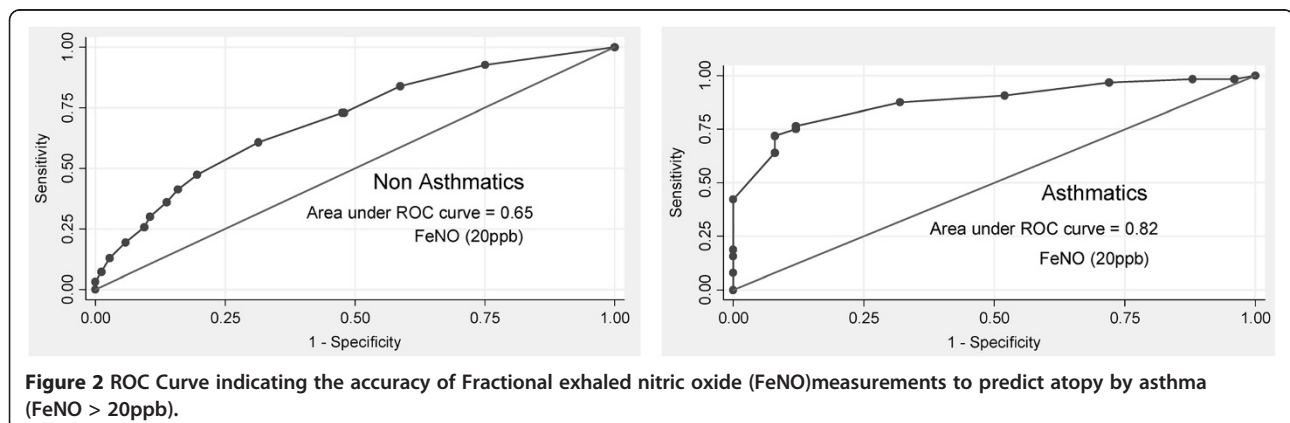 1.00
0.75
0.50
0.25
0.00
Sensitivity
Non Asthmatics
Area under ROC curve = 0.65
FeNO (20ppb)
0.00 0.25 0.50 0.75 1.00
1 - Specificity
1.00
0.75
0.50
0.25
0.00
Sensitivity
Asthmatics
Area under ROC curve = 0.82
FeNO (20ppb)
0.00 0.25 0.50 0.75 1.00
1 - Specificity
Figure 2 ROC Curve indicating the accuracy of Fractional exhaled nitric oxide (FeNO)measurements to predict atopy by asthma
(FeNO > 20ppb).